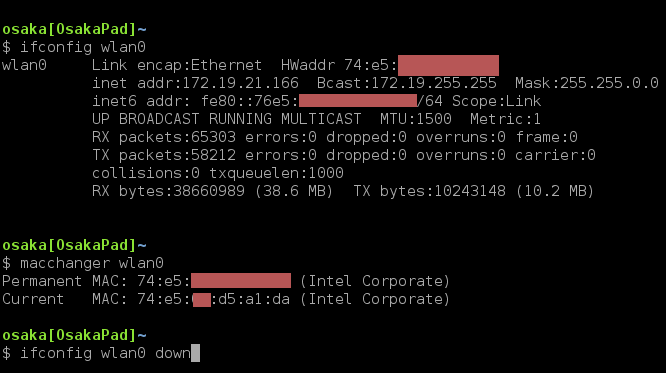 osaka[OsakaPad]~
$ ifconfig wlan0
wlan0 Link encap:Ethernet HWaddr 74:e5:
inet addr:172.19.21.166 Bcast:172.19.255.255 Mask:255.255.0.0
inet6 addr: fe80::76e5: /64 Scope:Link
UP BROADCAST RUNNING MULTICAST MTU:1500 Metric:1
RX packets:65303 errors:0 dropped:0 overruns:0 frame:0
TX packets:58212 errors:0 dropped:0 overruns:0 carrier:0
collisions:0 txqueuelen:1000
RX bytes:38660989 (38.6 MB) TX bytes:10243148 (10.2 MB)
osaka[OsakaPad]~
$ macchanger wlan0
Permanent MAC: 74:e5: (Intel Corporate)
Current MAC: 74:e5: :d5:a1:da (Intel Corporate)
osaka[OsakaPad]~
$ ifconfig wlan0 down